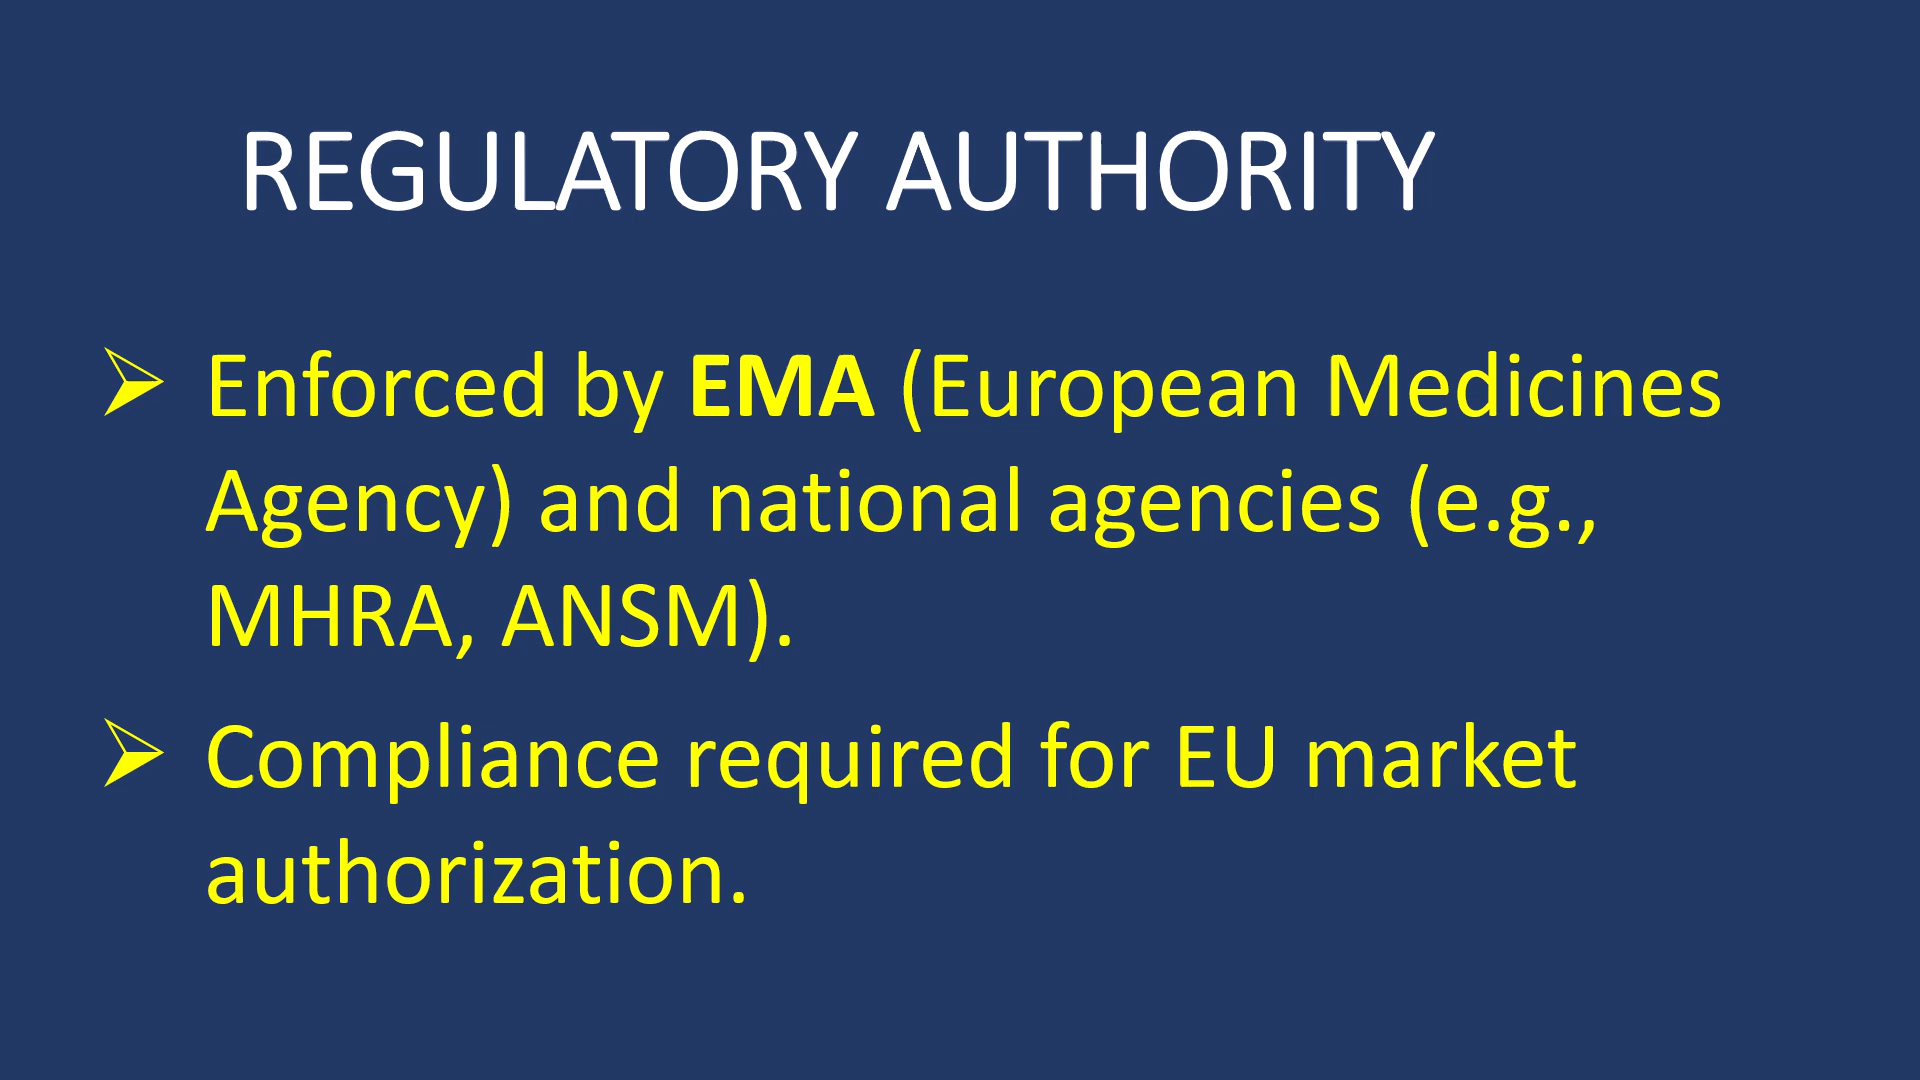 REGULATORY AUTHORITY
Enforced by EMA (European Medicines
Agency) and national agencies (e.g.,
MHRA, ANSM).
Compliance required for EU market
authorization.